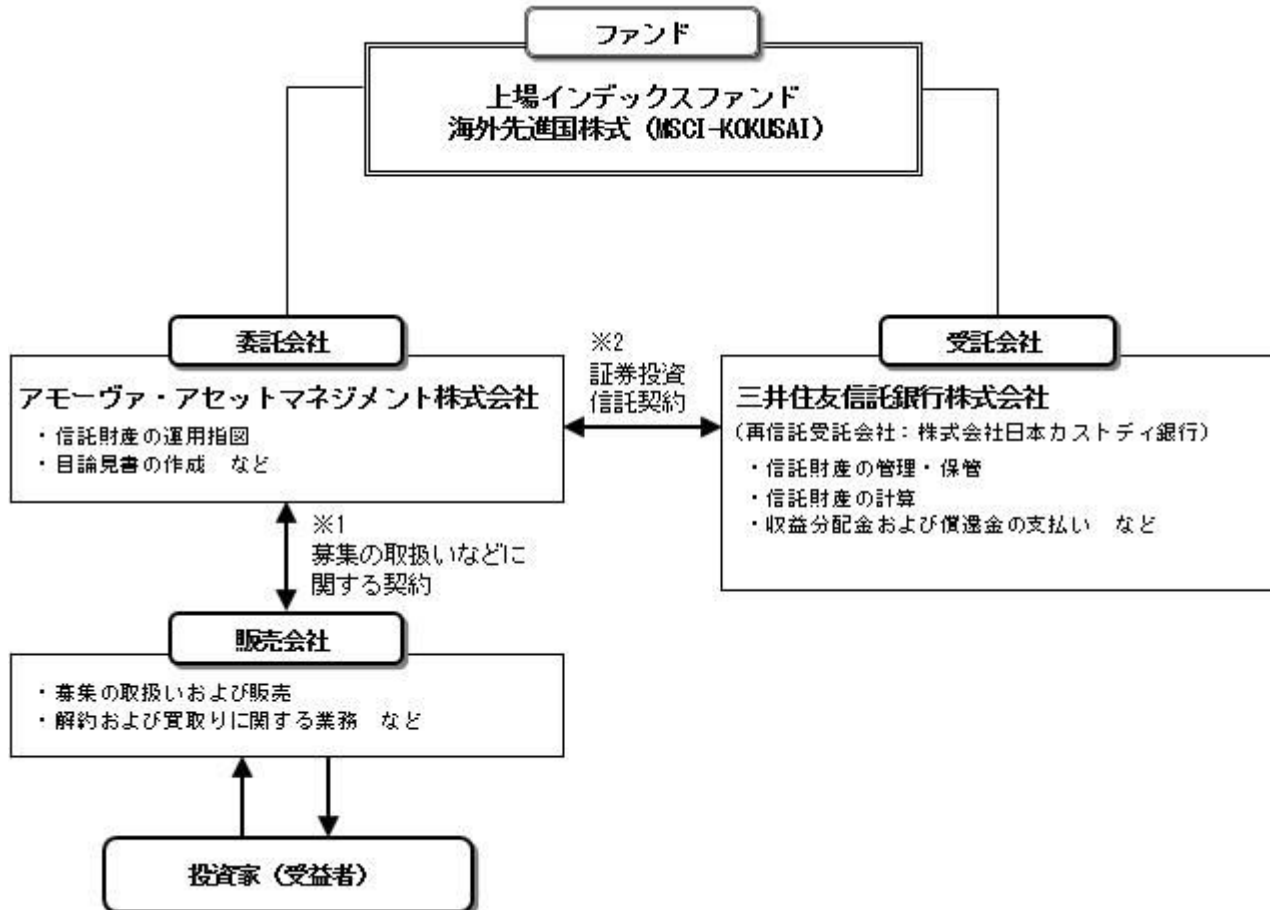 ファンド
上場インデックスファンド
海外先進国株式（MSCI-KOKUSAI）
委託会社
アモーヴァ・アセットマネジメント株式会社
・信託財産の運用指図
・目論見書の作成　など
※2
証券投資
信託契約
受託会社
三井住友信託銀行株式会社
（再信託受託会社：株式会社日本カストディ銀行）
・信託財産の管理・保管
・信託財産の計算
・収益分配金および償還金の支払い　など
※1
募集の取扱いなどに
関する契約
販売会社
・募集の取扱いおよび販売
・解約および買取りに関する業務　など
投資家（受益者）